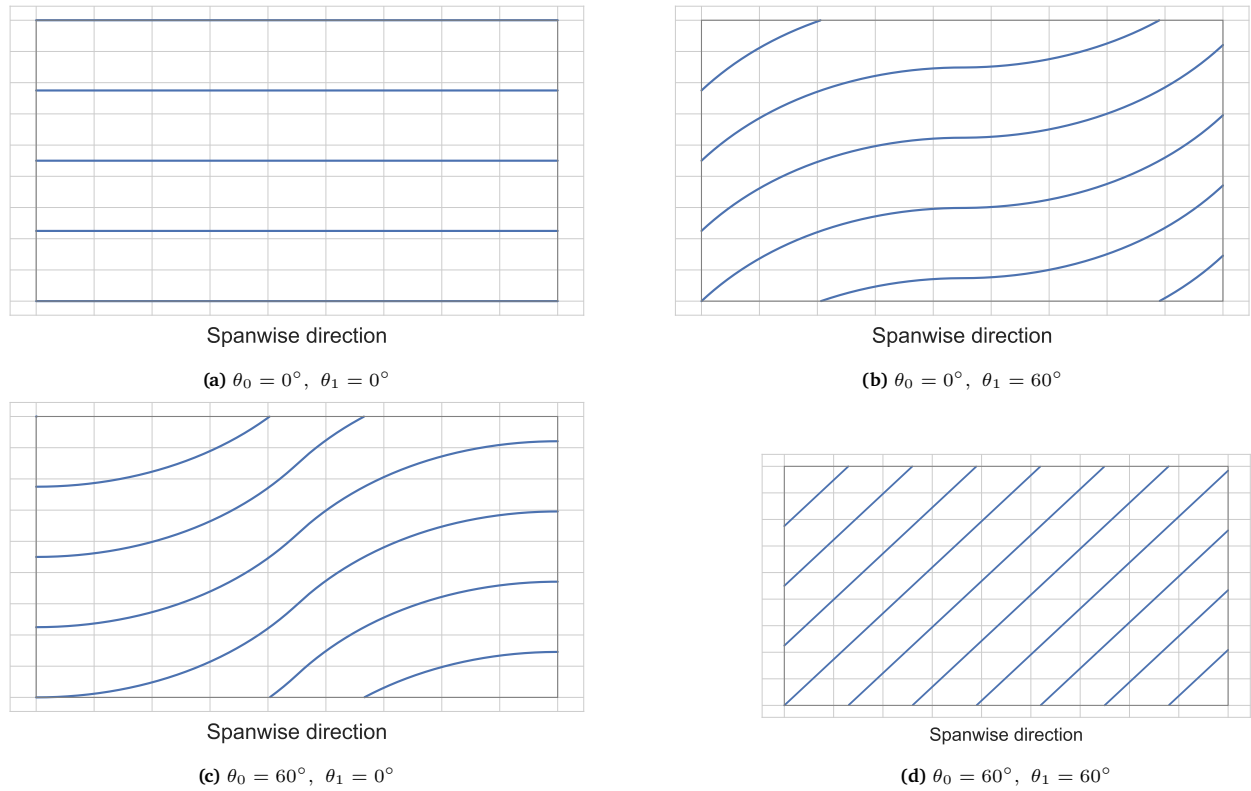 Spanwise direction
(a) θ₀ = 0°, θ₁ = 0°
Spanwise direction
(b) θ₀ = 0°, θ₁ = 60°
Spanwise direction
(c) θ₀ = 60°, θ₁ = 0°
Spanwise direction
(d) θ₀ = 60°, θ₁ = 60°